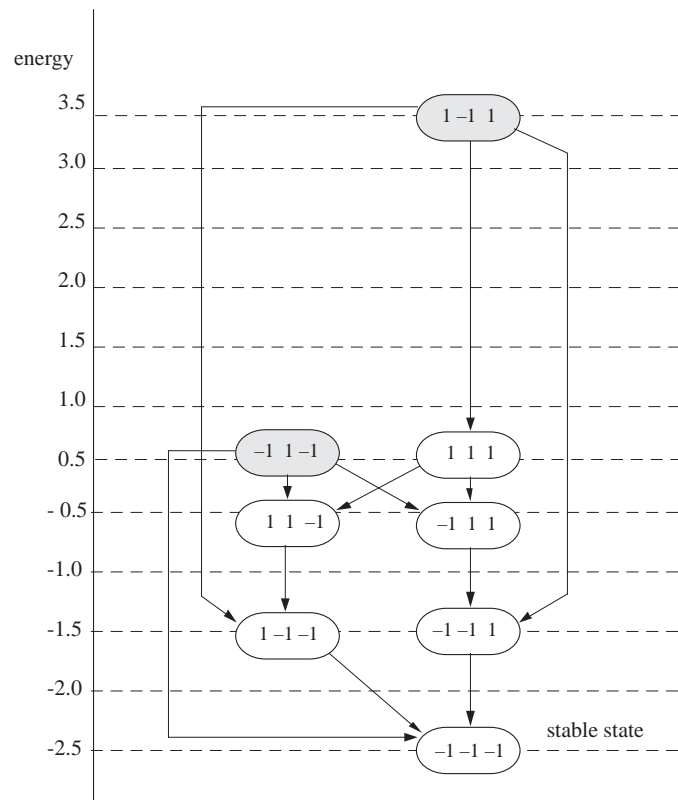 energy
3.5
1 –1 1
3.0
2.5
2.0
1.5
1.0
–1 1 –1
1 1 1
0.5
- 0.5
1 1 –1
–1 1 1
-1.0
1 –1 –1
–1 –1 1
-1.5
-2.0
stable state
-2.5
–1 –1 –1